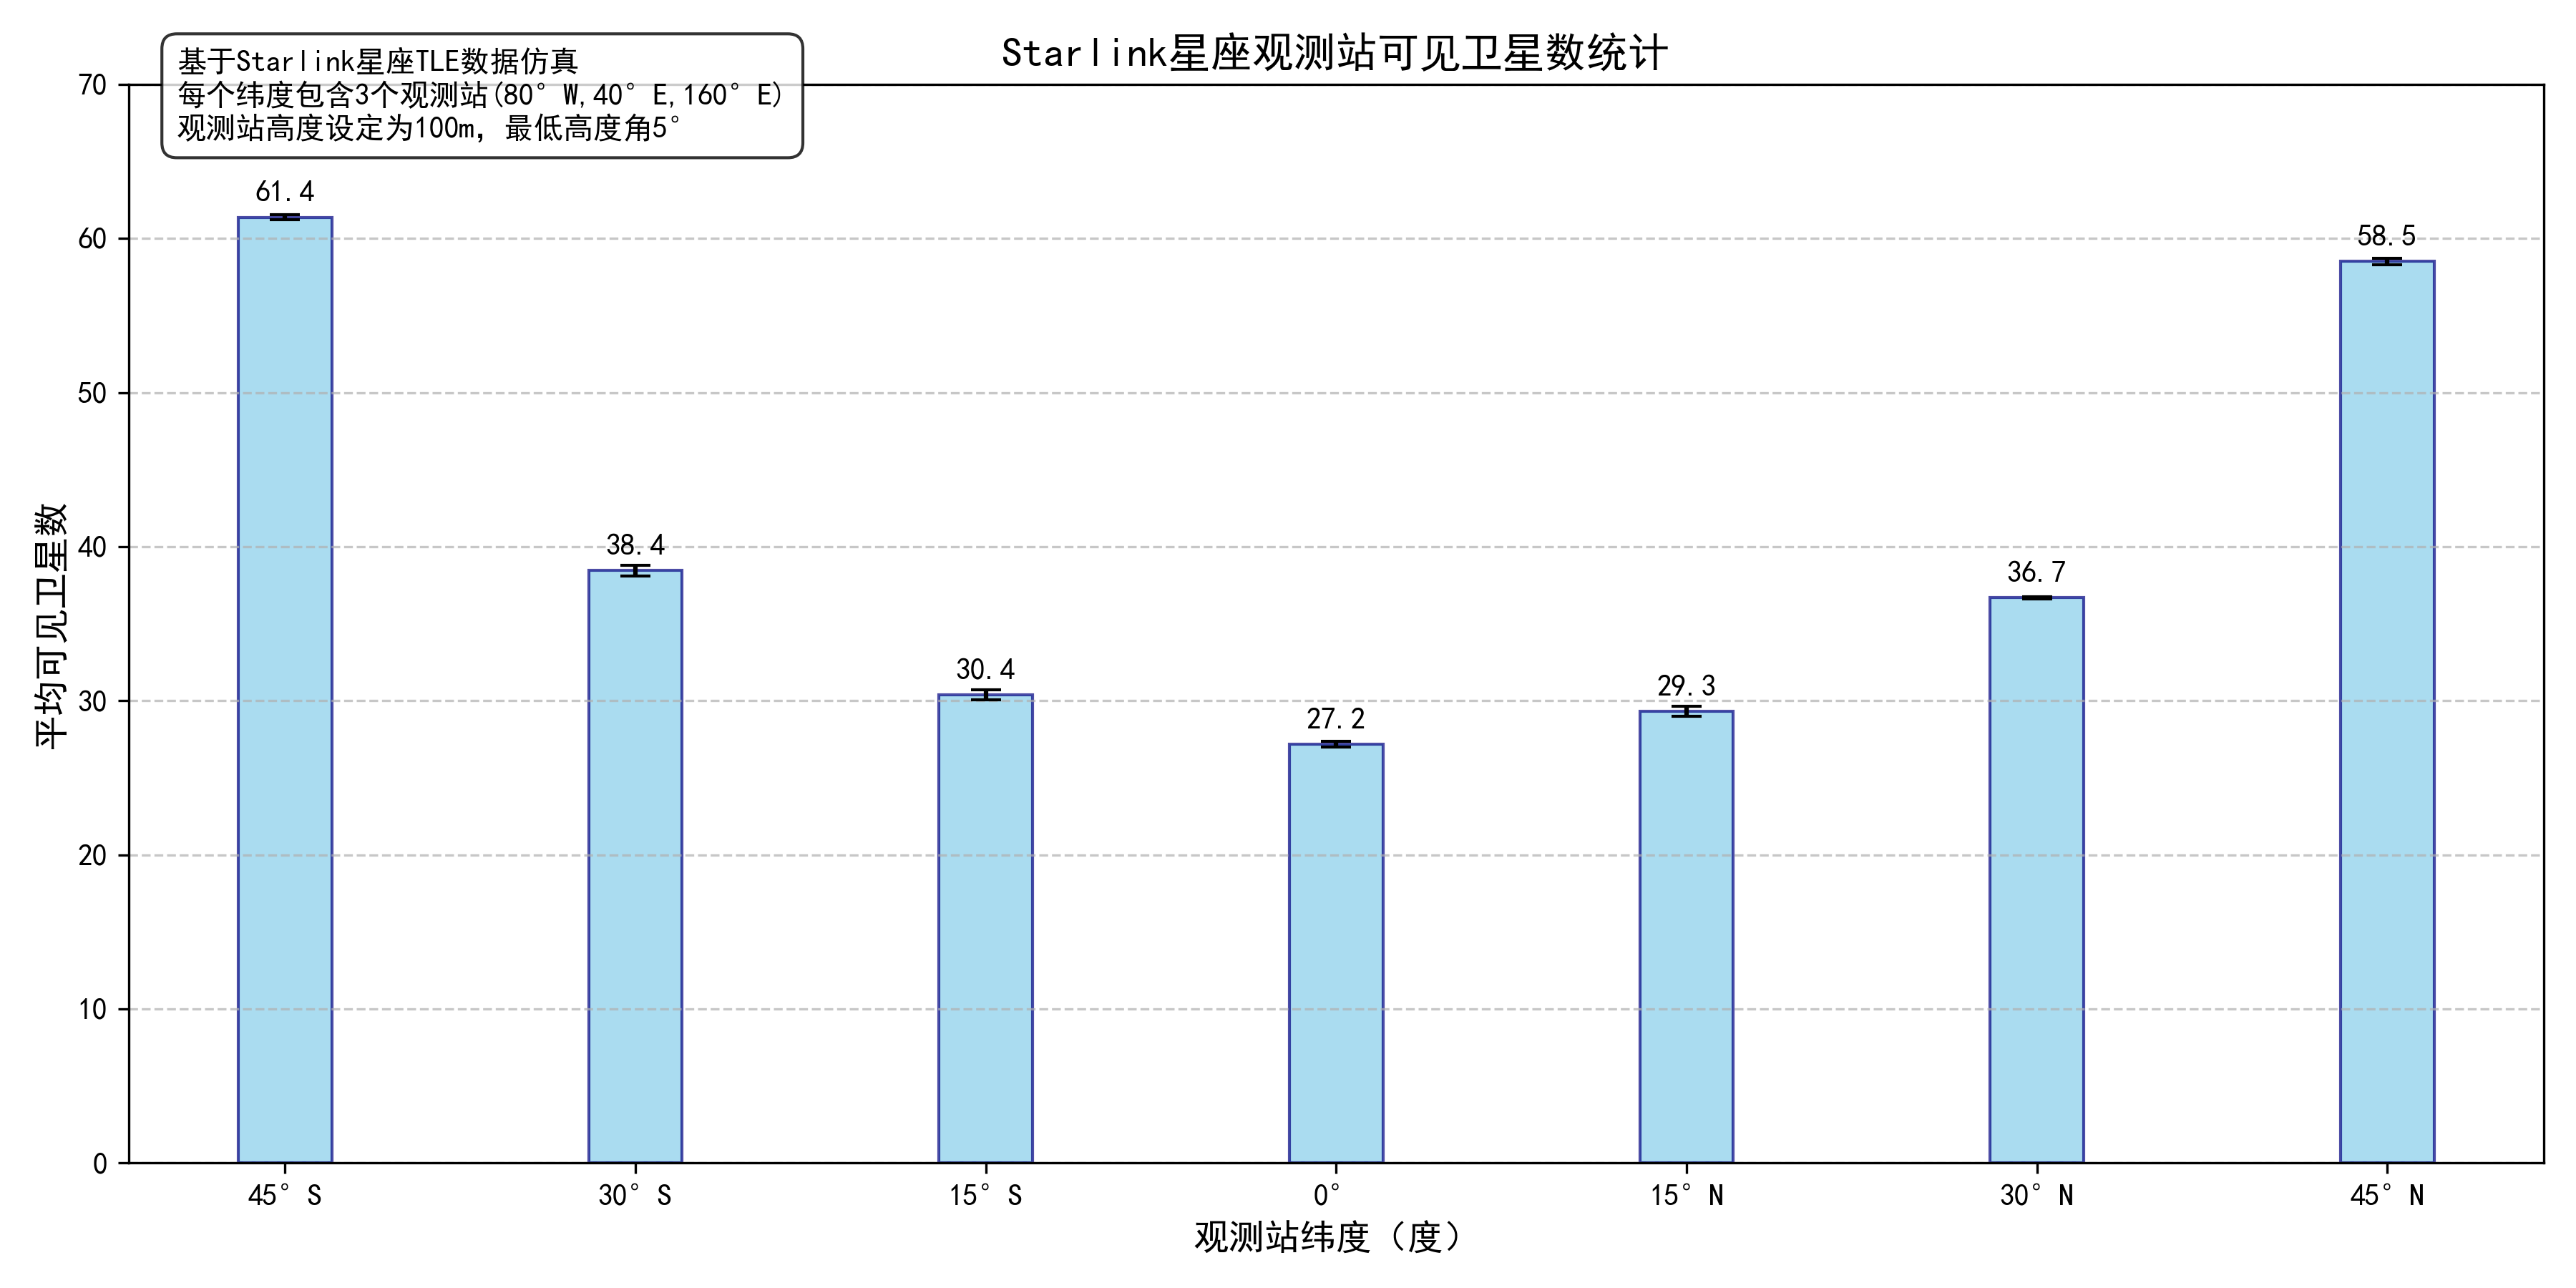 Starlink星座观测站可见卫星数统计
基于Starlink星座TLE数据仿真
每个纬度包含3个观测站(80°W,40°E,160°E)
观测站高度设定为100m，最低高度角5°
平均可见卫星数
70
60
50
40
30
20
10
0
61.4
38.4
30.4
27.2
29.3
36.7
58.5
45°S
30°S
15°S
0°
15°N
30°N
45°N
观测站纬度（度）